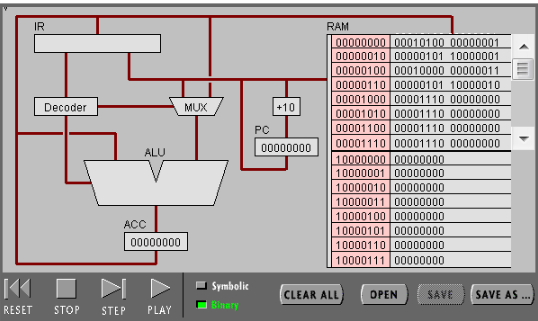 IR
RAM
00000000 00010100 00000001
00000010 00000101 10000001
00000100 00010000 00000011
00000110 00000101 10000010
00001000 00001110 00000000
00001010 00001110 00000000
00001100 00001110 00000000
00001110 00001110 00000000
10000000 00000000
10000001 00000000
10000010 00000000
10000011 00000000
10000100 00000000
10000101 00000000
10000110 00000000
10000111 00000000
Decoder
MUX
+10
PC
00000000
ALU
ACC
00000000
RESET
STOP
STEP
PLAY
Symbolic
Binary
CLEAR ALL
OPEN
SAVE
SAVE AS ...